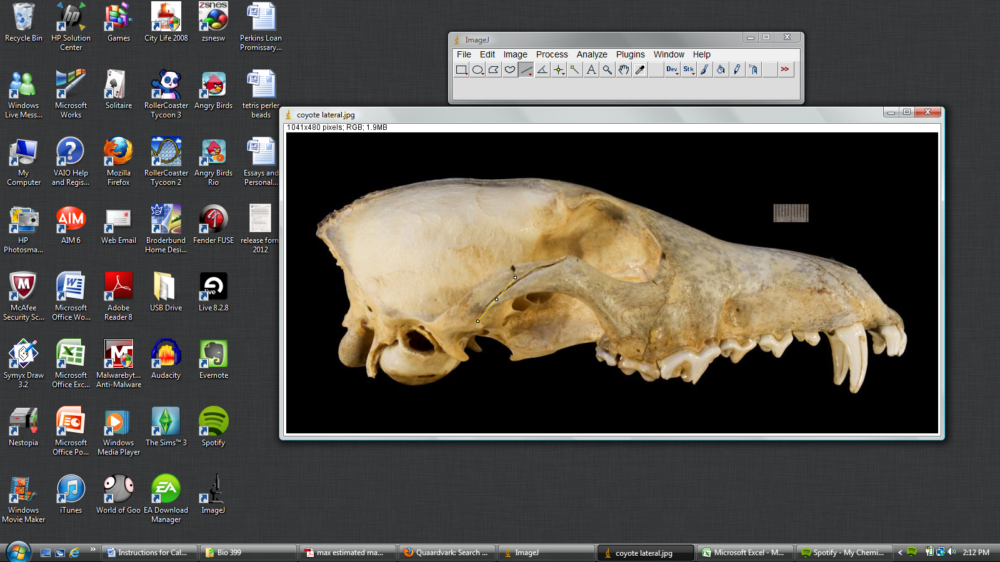 Recycle Bin
HP Solution
Center
Games
City Life 2008
zsnes
zsnesw
Perkins Loan
Promissary...
Windows
Live Mess...
Microsoft
Works
Solitaire
RollerCoaster
Tycoon 3
Angry Birds
tetris perler
beads
My
Computer
VAIO Help
and Regis...
Mozilla
Firefox
RollerCoaster
Tycoon 2
Angry Birds
Rio
Essays and
Personal...
HP
Photosma...
AIM
AIM 6
Web Email
Broderbund
Home Desi...
Fender FUSE
release form
2012
McAfee
Security Sc...
Microsoft
Office Wo...
Adobe
Reader 8
USB Drive
live
Live 8.2.8
Symyx Draw
3.2
Microsoft
Office Exc...
Malwarebyt...
Anti-Malware
Audacity
Evernote
Nestopia
Microsoft
Office Po...
Windows
Media Player
The Sims™ 3
Spotify
Windows
Movie Maker
iTunes
World of Goo
EA
EA Download
Manager
ImageJ
ImageJ
File Edit Image Process Analyze Plugins Window Help
A Dev Stk >>
coyote lateral.jpg
1041x480 pixels; RGB; 1.9MB
» Instructions for Cal... Bio 399 max estimated ma... Quaardvark: Search ... ImageJ coyote lateral.jpg Microsoft Excel - M... Spotify - My Chemi... < 2:12 PM